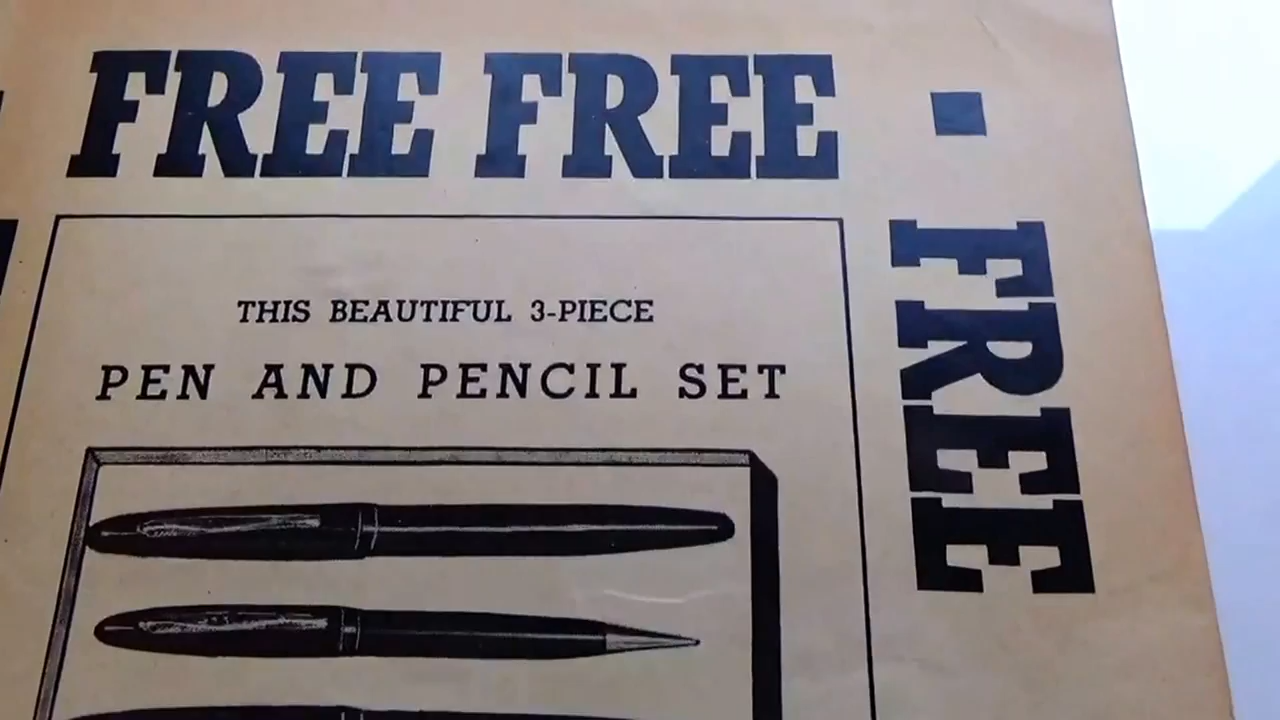 FREE FREE
FREE
THIS BEAUTIFUL 3-PIECE
PEN AND PENCIL SET